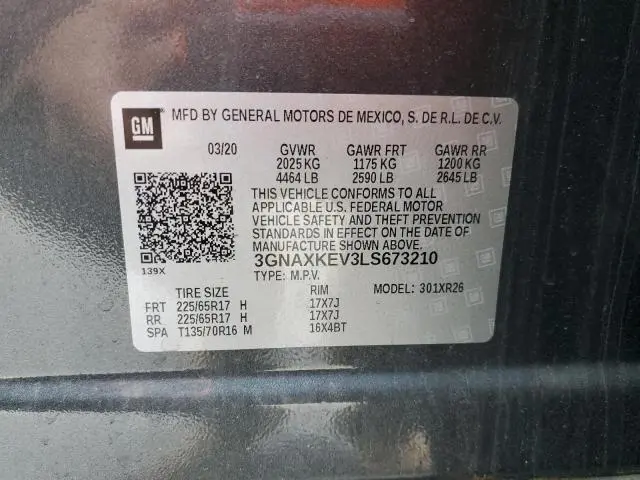 GM MFD BY GENERAL MOTORS DE MEXICO, S. DE R.L. DE C.V.
03/20 GVWR GAWR FRT GAWR RR
2025 KG 1175 KG 1200 KG
4464 LB 2590 LB 2645 LB
THIS VEHICLE CONFORMS TO ALL
APPLICABLE U.S. FEDERAL MOTOR
VEHICLE SAFETY AND THEFT PREVENTION
STANDARDS IN EFFECT ON THE DATE OF
MANUFACTURE SHOWN ABOVE.
139X 3GNAXKEV3LS673210
TYPE: M.P.V.
TIRE SIZE RIM MODEL: 301XR26
FRT 225/65R17 H 17X7J
RR 225/65R17 H 17X7J
SPA T135/70R16 M 16X4BT